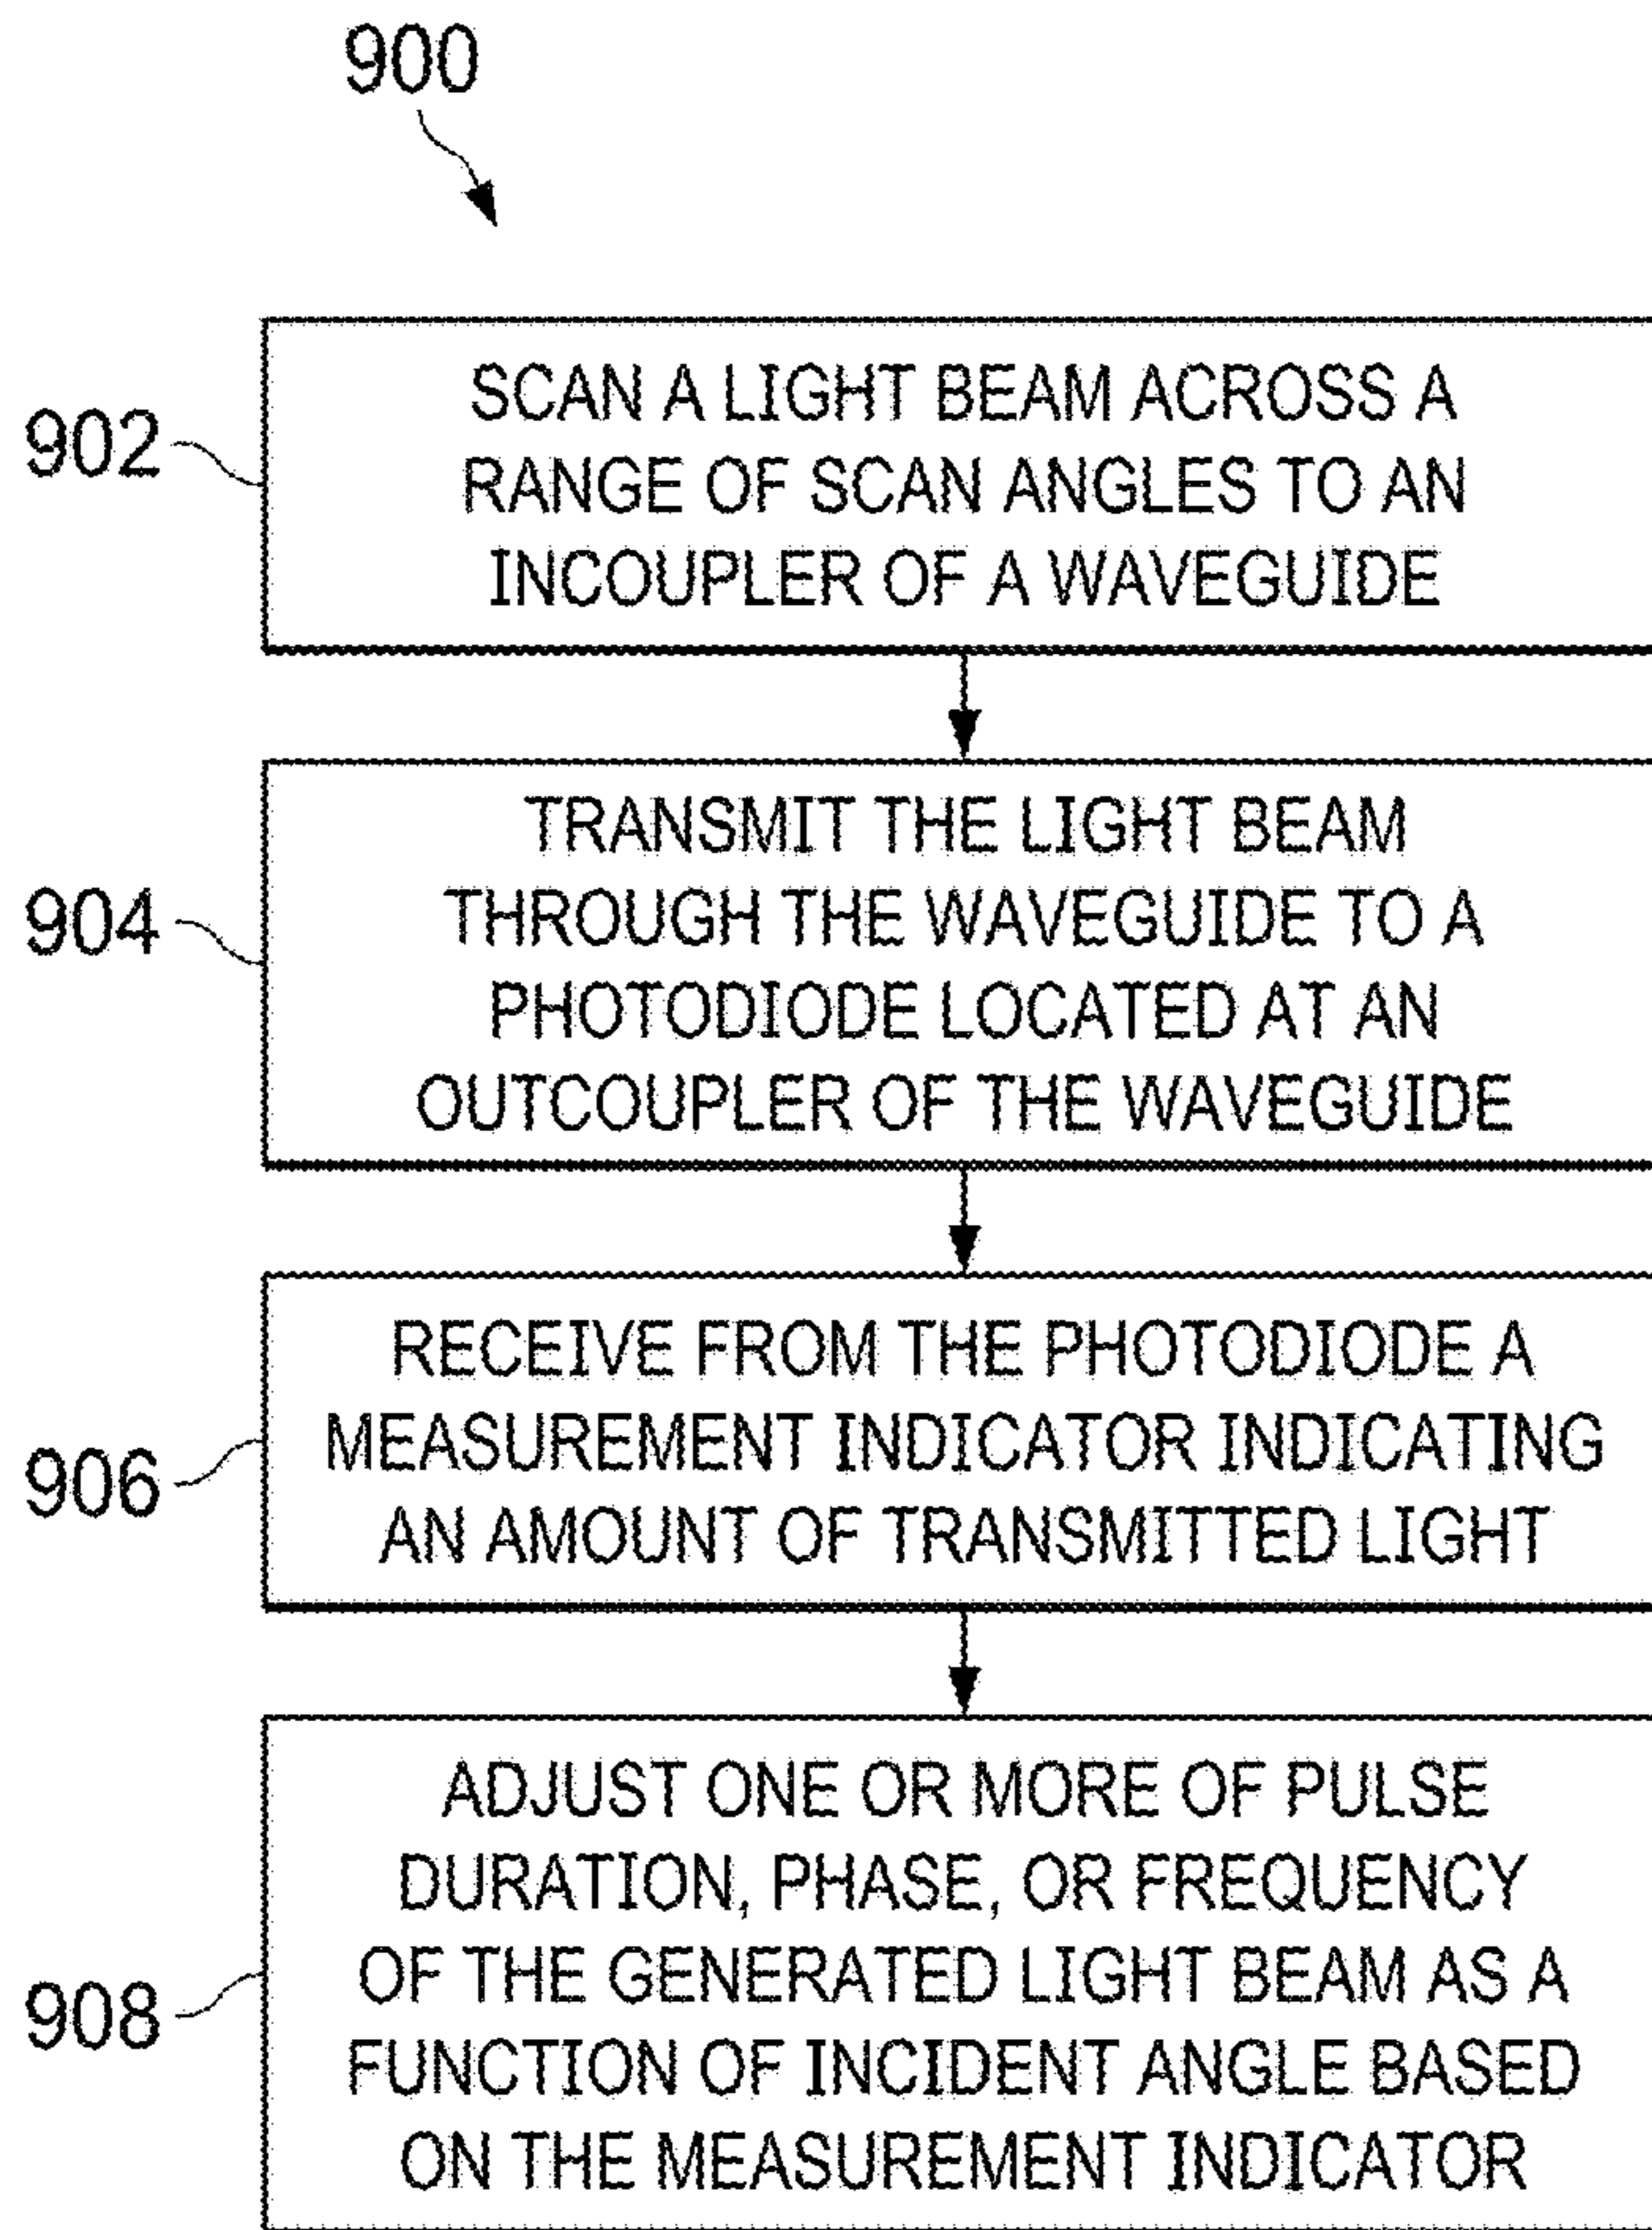 900
902
SCAN A LIGHT BEAM ACROSS A
RANGE OF SCAN ANGLES TO AN
INCOUPLER OF A WAVEGUIDE
904
TRANSMIT THE LIGHT BEAM
THROUGH THE WAVEGUIDE TO A
PHOTODIODE LOCATED AT AN
OUTCOUPLER OF THE WAVEGUIDE
906
RECEIVE FROM THE PHOTODIODE A
MEASUREMENT INDICATOR INDICATING
AN AMOUNT OF TRANSMITTED LIGHT
908
ADJUST ONE OR MORE OF PULSE
DURATION, PHASE, OR FREQUENCY
OF THE GENERATED LIGHT BEAM AS A
FUNCTION OF INCIDENT ANGLE BASED
ON THE MEASUREMENT INDICATOR